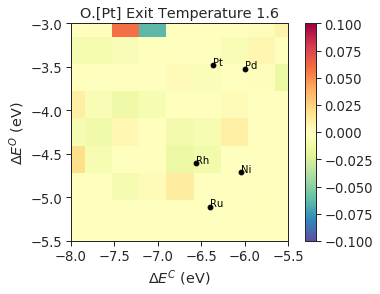 O.[Pt] Exit Temperature 1.6
−3.0
−3.5
−4.0
−4.5
−5.0
−5.5
ΔE^O (eV)
Pt
Pd
Rh
Ni
Ru
−8.0 −7.5 −7.0 −6.5 −6.0 −5.5
ΔE^C (eV)
0.100
0.075
0.050
0.025
0.000
−0.025
−0.050
−0.075
−0.100